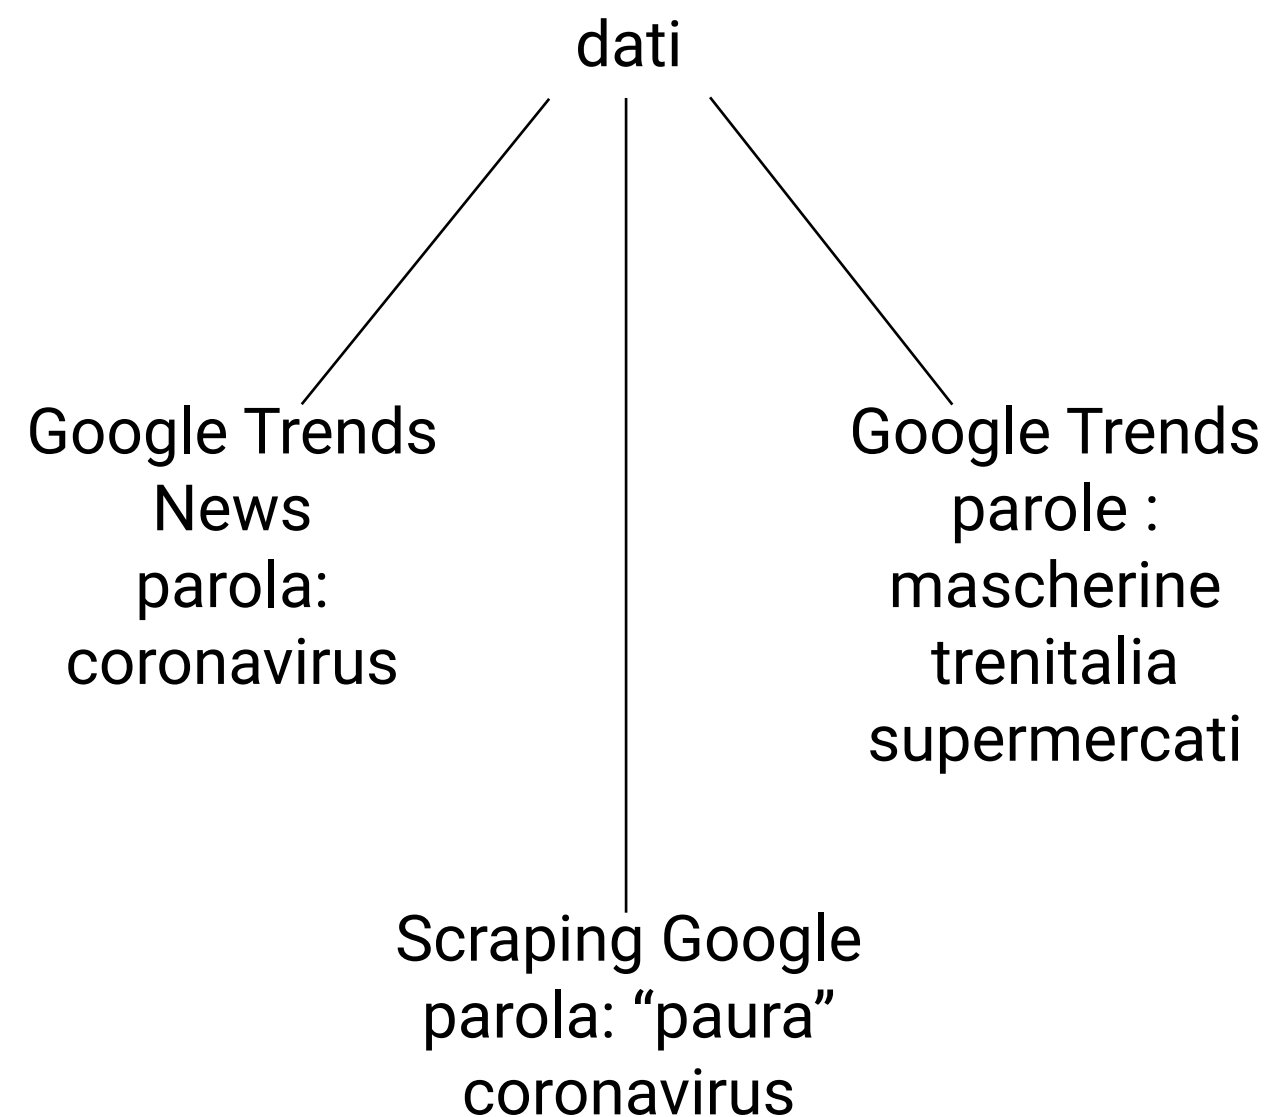 dati
Google Trends
News
parola:
coronavirus
Google Trends
parole :
mascherine
trenitalia
supermercati
Scraping Google
parola: “paura”
coronavirus